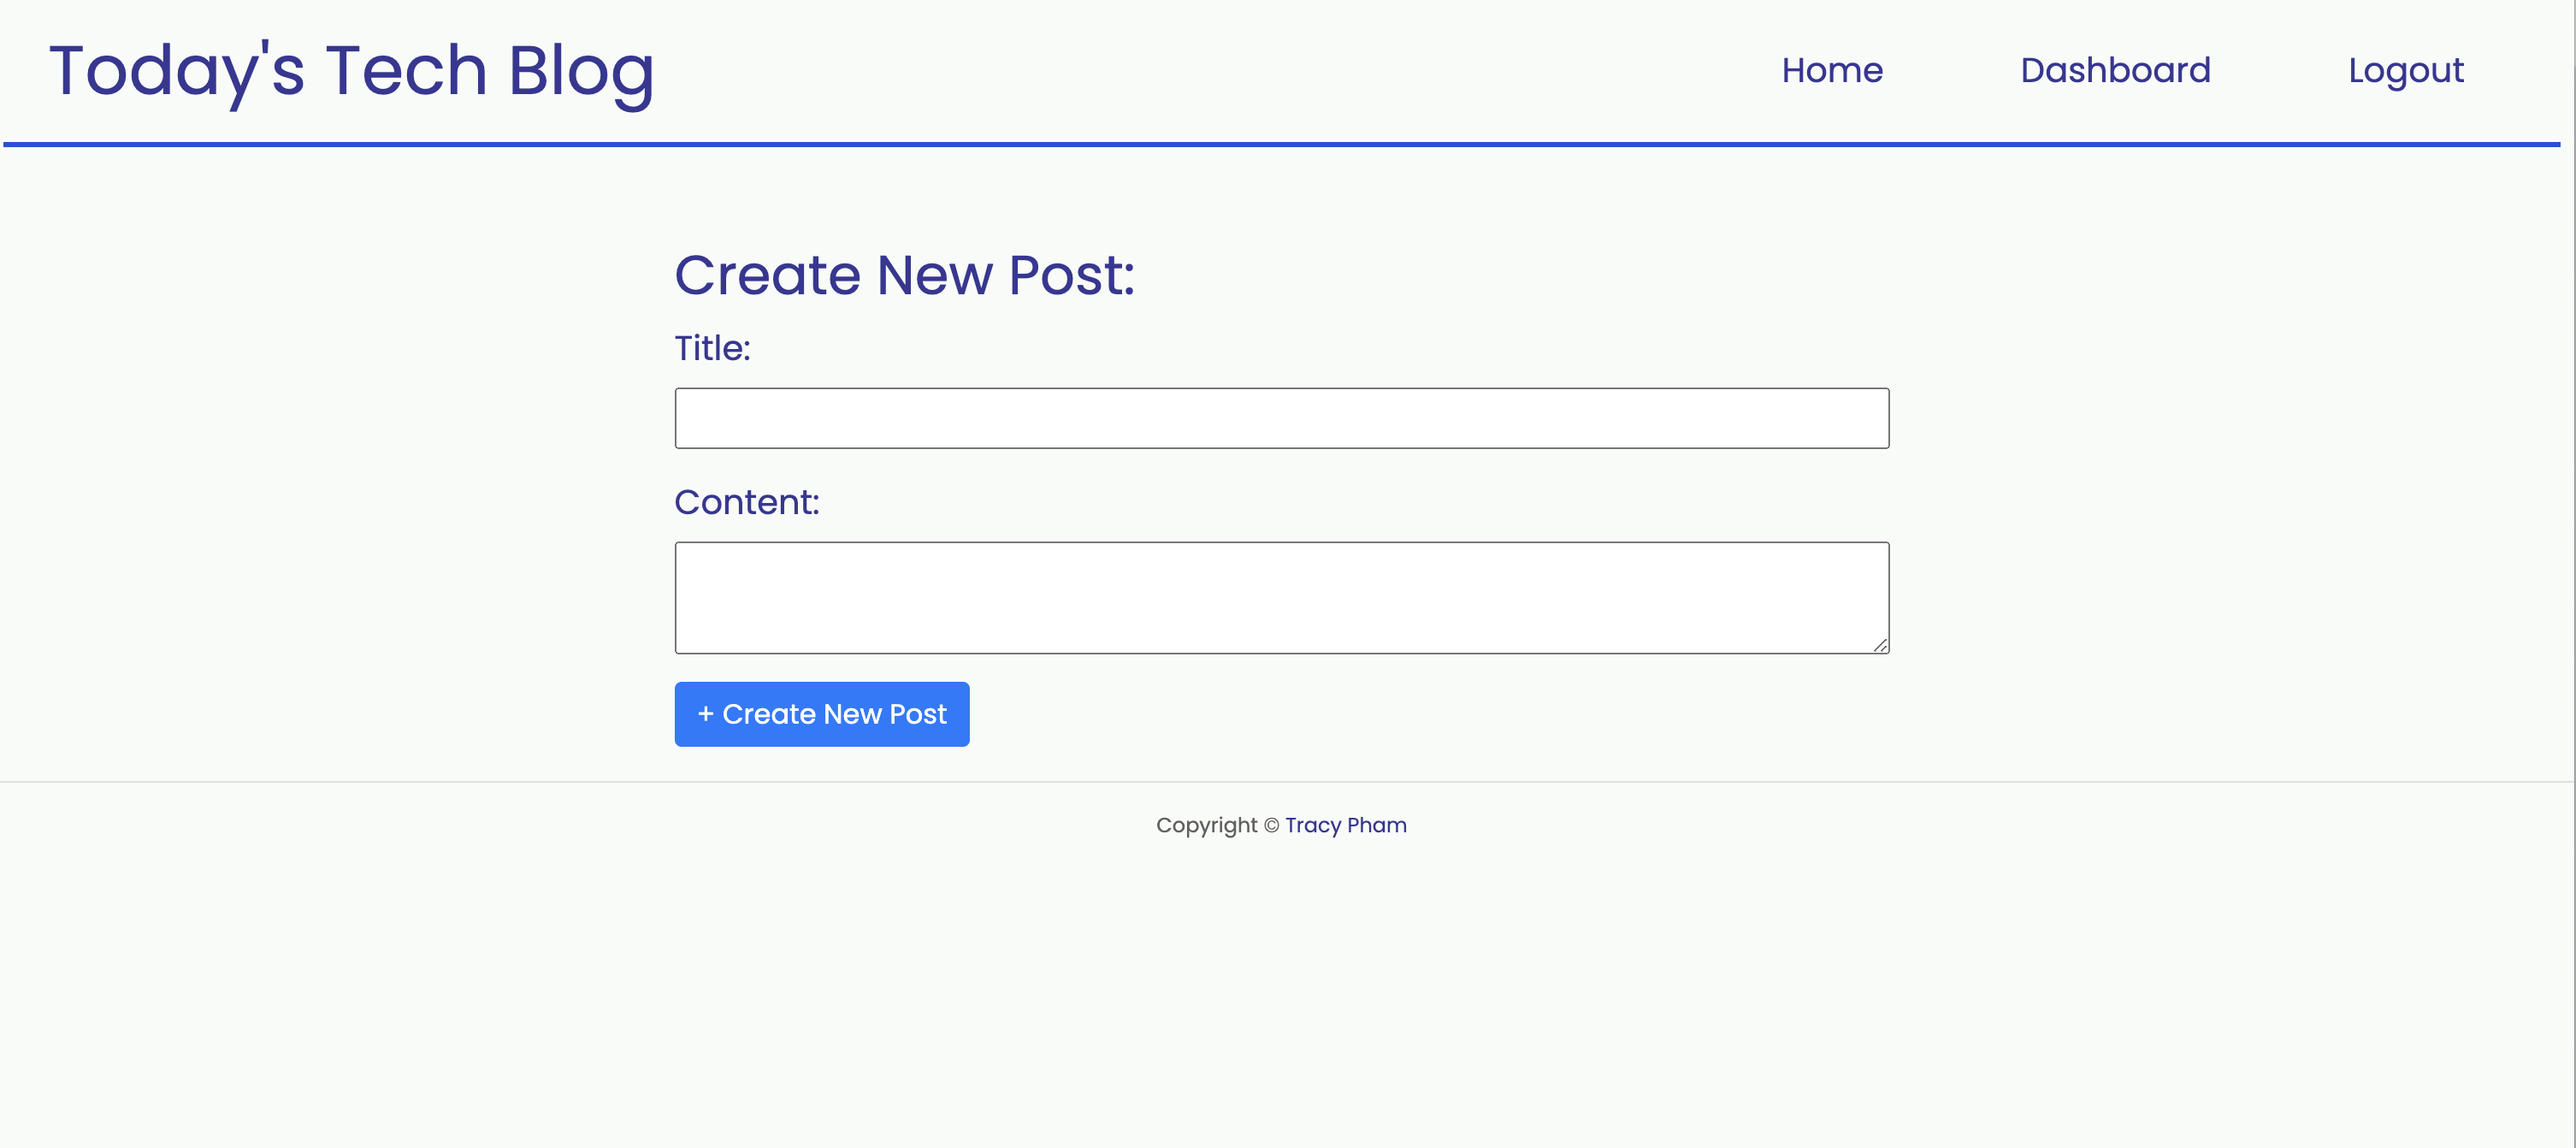 Today's Tech Blog
Home Dashboard Logout
Create New Post:
Title:
Content:
+ Create New Post
Copyright © Tracy Pham